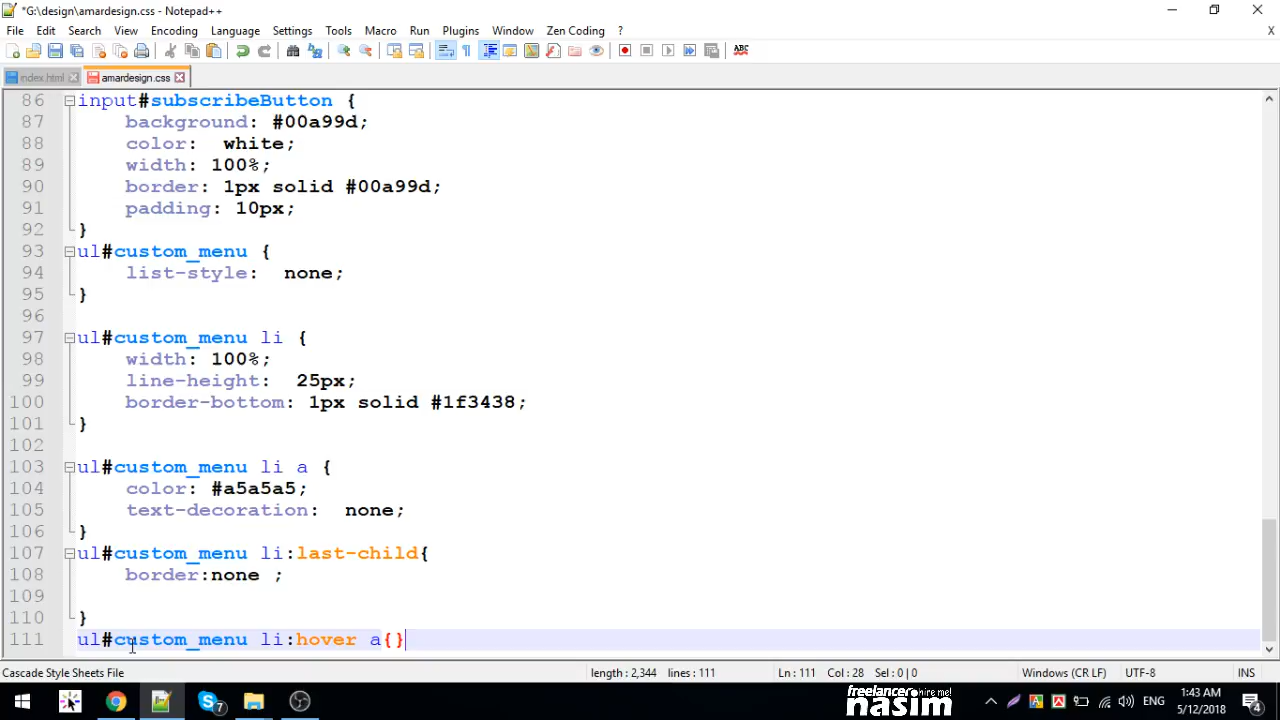 *G:\design\amardesign.css - Notepad++
File Edit Search View Encoding Language Settings Tools Macro Run Plugins Window Zen Coding ? X
index.html amardesign.css
86 input#subscribeButton {
87 background: #00a99d;
88 color: white;
89 width: 100%;
90 border: 1px solid #00a99d;
91 padding: 10px;
92 }
93 ul#custom_menu {
94 list-style: none;
95 }
96
97 ul#custom_menu li {
98 width: 100%;
99 line-height: 25px;
100 border-bottom: 1px solid #1f3438;
101 }
102
103 ul#custom_menu li a {
104 color: #a5a5a5;
105 text-decoration: none;
106 }
107 ul#custom_menu li:last-child{
108 border:none ;
109
110 }
111 ul#custom_menu li:hover a{}
Cascade Style Sheets File length : 2,344 lines : 111 Ln : 111 Col : 28 Sel : 0 | 0 Windows (CR LF) UTF-8 INS
7 freelancer hire me! nasim ENG 1:43 AM 5/12/2018 4